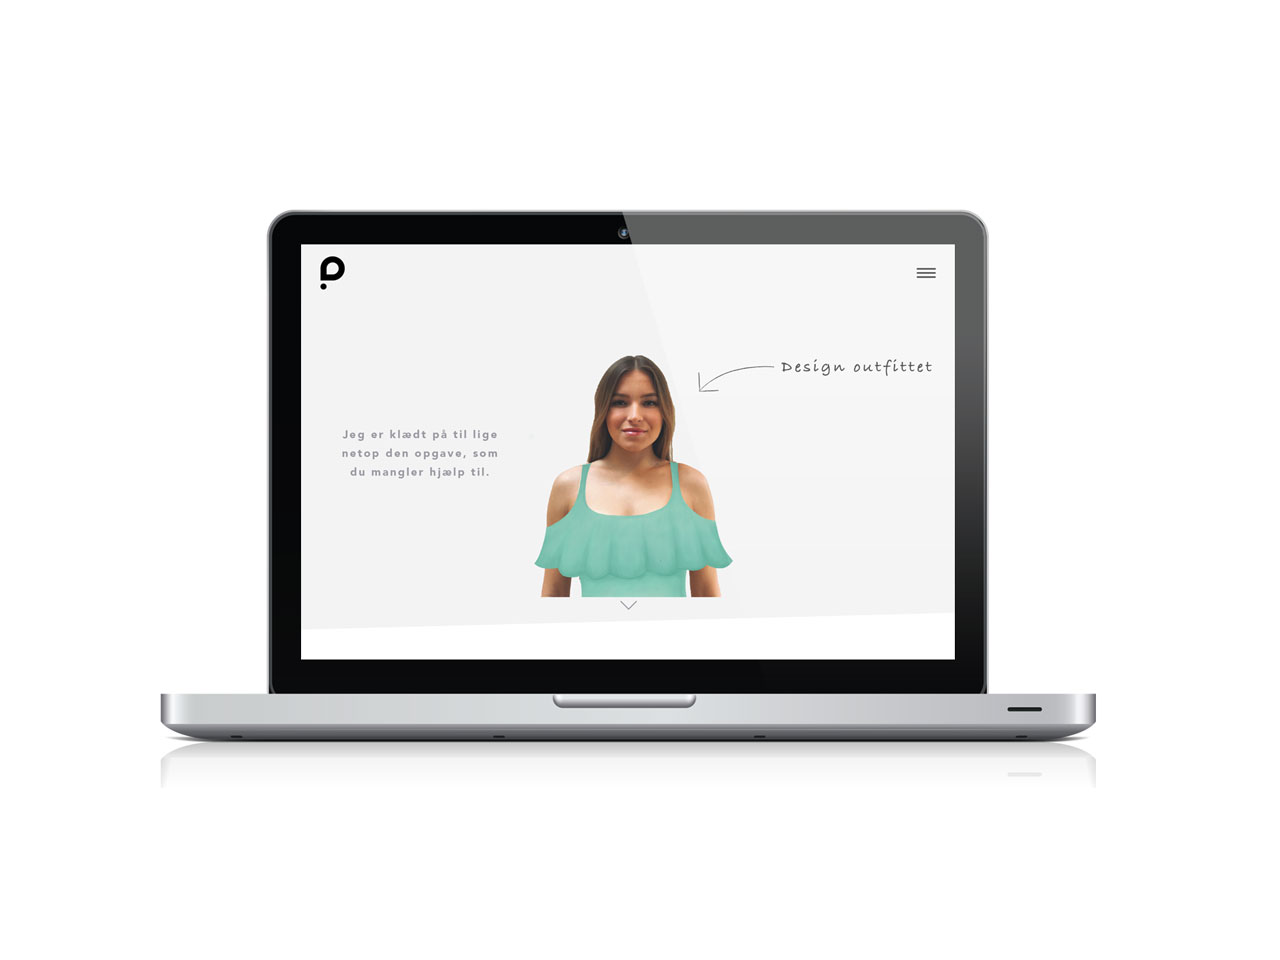 Design outfittet
Jeg er klædt på til lige
netop den opgave, som
du mangler hjælp til.